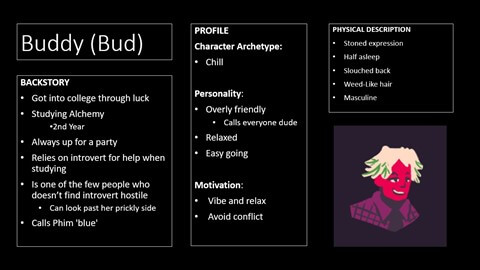 Buddy (Bud)
BACKSTORY
• Got into college through luck
• Studying Alchemy
•2nd Year
• Always up for a party
• Relies on introvert for help when
studying
• Is one of the few people who
doesn't find introvert hostile
• Can look past her prickly side
• Calls Phim 'blue'
PROFILE
Character Archetype:
• Chill
Personality:
• Overly friendly
• Calls everyone dude
• Relaxed
• Easy going
Motivation:
• Vibe and relax
• Avoid conflict
PHYSICAL DESCRIPTION
• Stoned expression
• Half asleep
• Slouched back
• Weed-Like hair
• Masculine